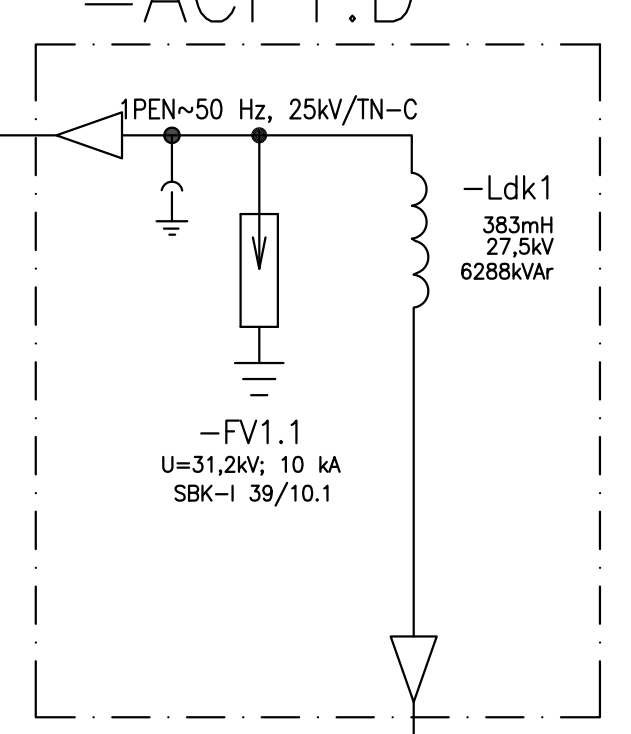 1PEN~50 Hz, 25kV/TN-C
-Ldk1
383mH
27,5kV
6288kVAr
-FV1.1
U=31,2kV; 10 kA
SBK-I 39/10.1